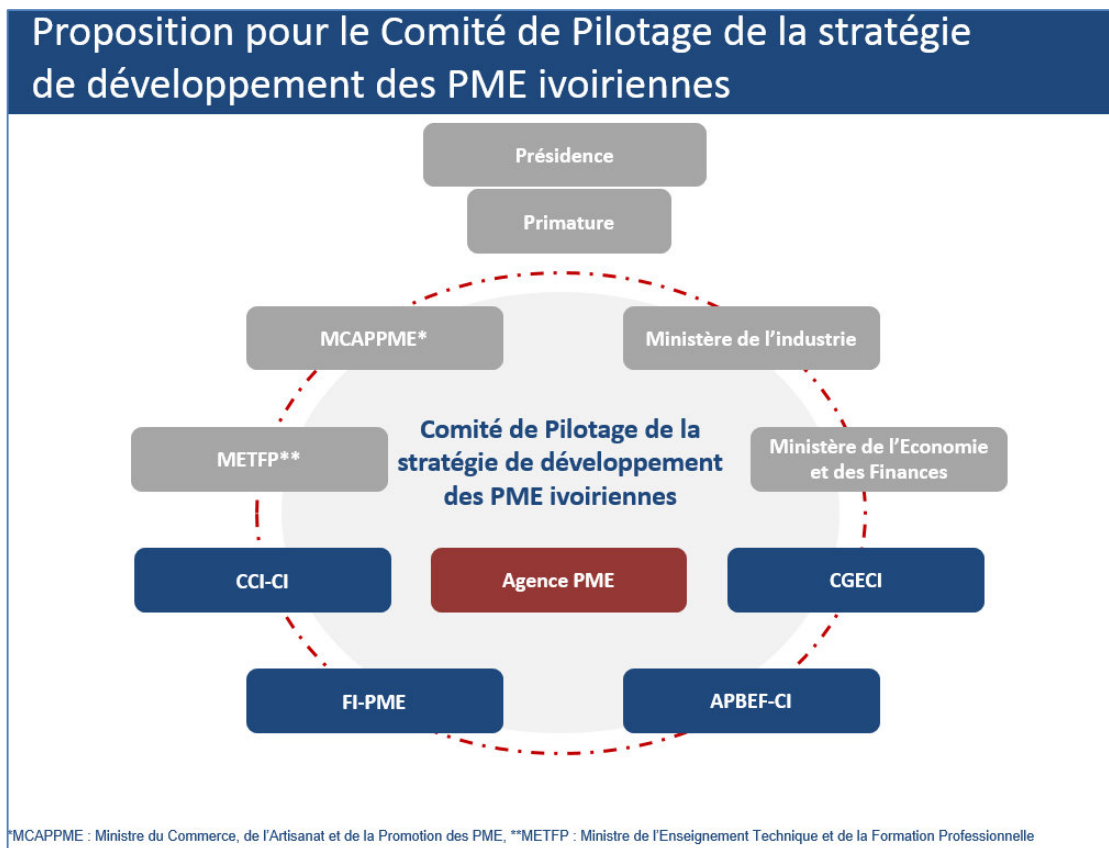 Proposition pour le Comité de Pilotage de la stratégie
de développement des PME ivoiriennes
Présidence
Primature
MCAPPME*
Ministère de l'industrie
METFP**
Comité de Pilotage de la
stratégie de développement
des PME ivoiriennes
Ministère de l'Economie
et des Finances
CCI-CI
Agence PME
CGECI
FI-PME
APBEF-CI
*MCAPPME : Ministre du Commerce, de l'Artisanat et de la Promotion des PME, **METFP : Ministre de l'Enseignement Technique et de la Formation Professionnelle